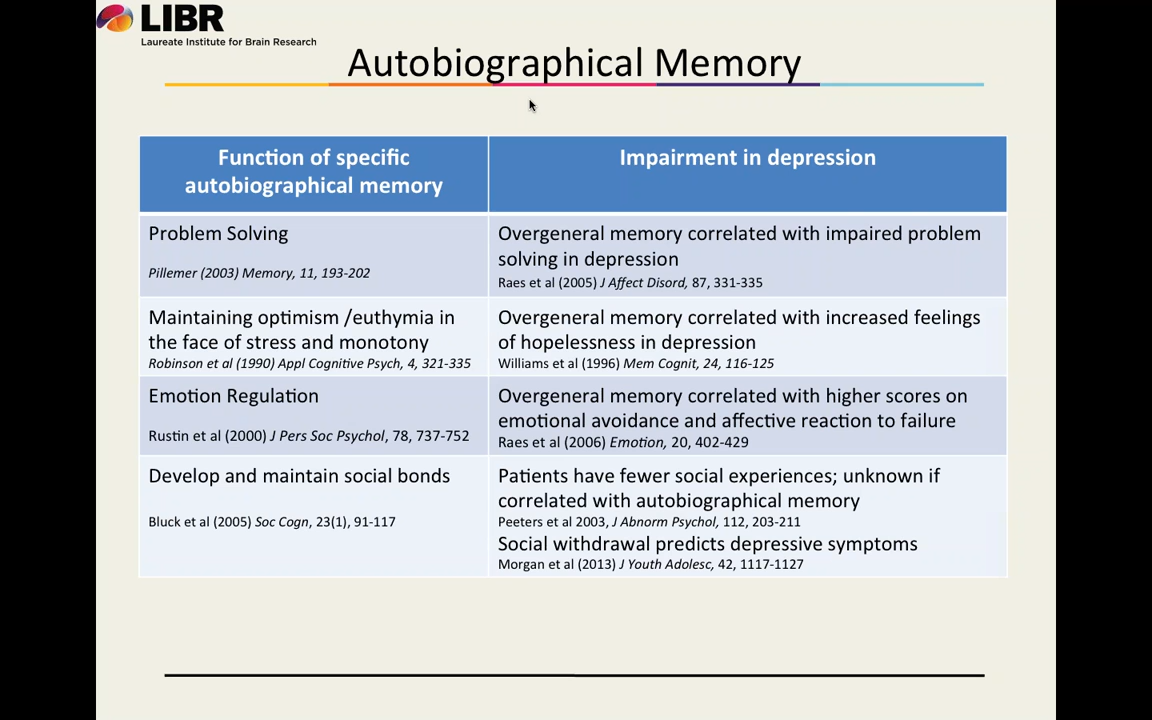 LIBR
Laureate Institute for Brain Research
Autobiographical Memory
Function of specific
autobiographical memory
Impairment in depression
Problem Solving
Pillemer (2003) Memory, 11, 193-202
Overgeneral memory correlated with impaired problem
solving in depression
Raes et al (2005) J Affect Disord, 87, 331-335
Maintaining optimism /euthymia in
the face of stress and monotony
Robinson et al (1990) Appl Cognitive Psych, 4, 321-335
Overgeneral memory correlated with increased feelings
of hopelessness in depression
Williams et al (1996) Mem Cognit, 24, 116-125
Emotion Regulation
Rustin et al (2000) J Pers Soc Psychol, 78, 737-752
Overgeneral memory correlated with higher scores on
emotional avoidance and affective reaction to failure
Raes et al (2006) Emotion, 20, 402-429
Develop and maintain social bonds
Bluck et al (2005) Soc Cogn, 23(1), 91-117
Patients have fewer social experiences; unknown if
correlated with autobiographical memory
Peeters et al 2003, J Abnorm Psychol, 112, 203-211
Social withdrawal predicts depressive symptoms
Morgan et al (2013) J Youth Adolesc, 42, 1117-1127